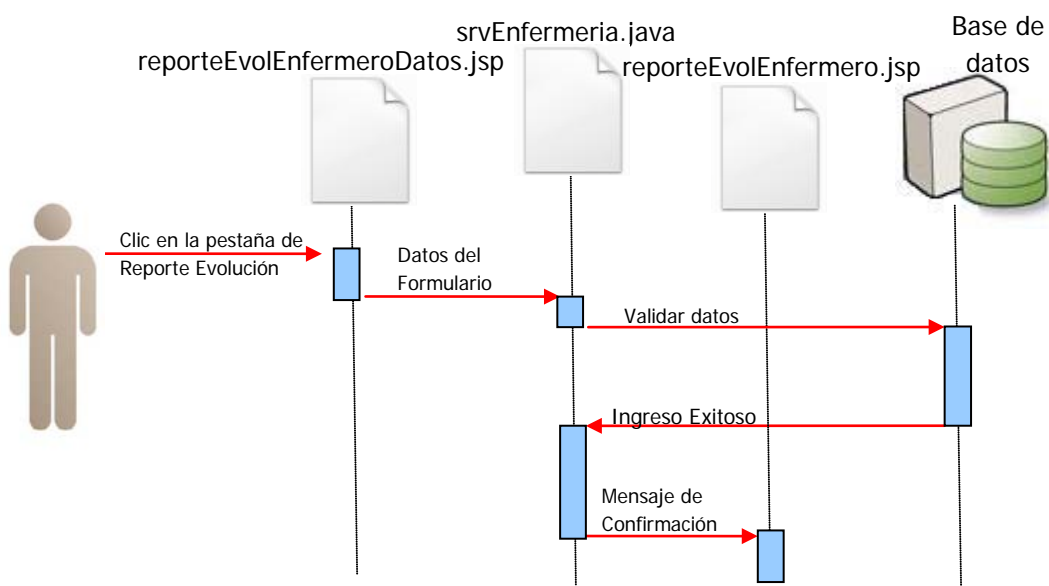 srvEnfermeria.java
Base de
datos
reporteEvolEnfermeroDatos.jsp
reporteEvolEnfermero.jsp
Clic en la pestaña de
Reporte Evolución
Datos del
Formulario
Validar datos
Ingreso Exitoso
Mensaje de
Confirmación